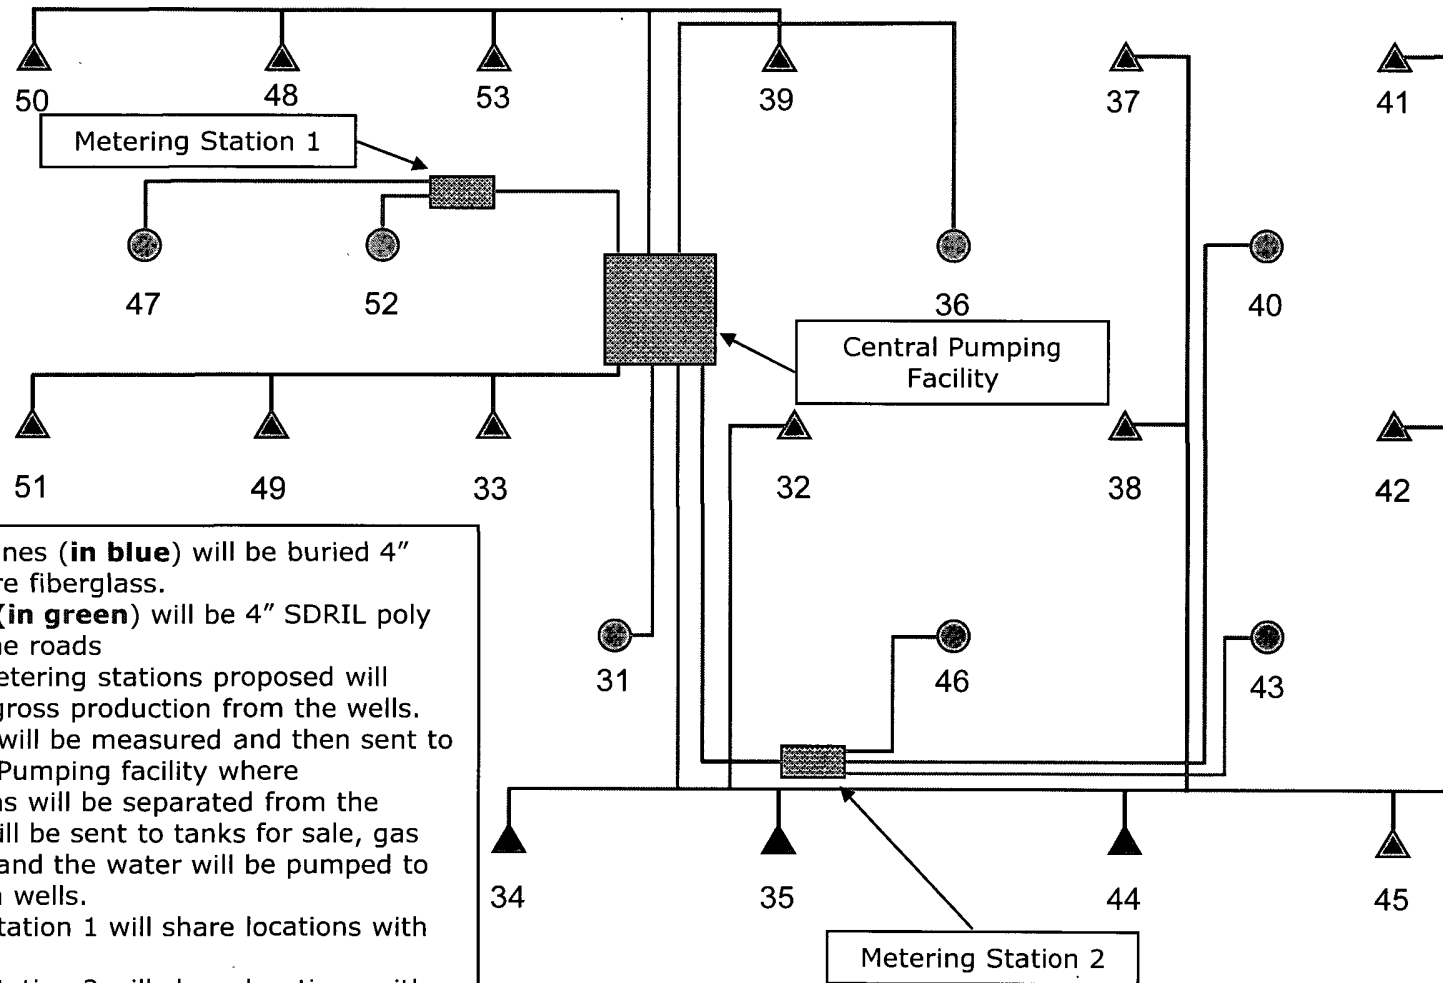 50
48
53
39
37
41
Metering Station 1
47
52
36
40
Central Pumping
Facility
51
49
33
32
38
42
nes (in blue) will be buried 4"
re fiberglass.
(in green) will be 4" SDRIL poly
ne roads
etering stations proposed will
gross production from the wells.
will be measured and then sent to
Pumping facility where
as will be separated from the
ill be sent to tanks for sale, gas
and the water will be pumped to
wells.
tation 1 will share locations with
31
46
43
34
35
44
45
Metering Station 2